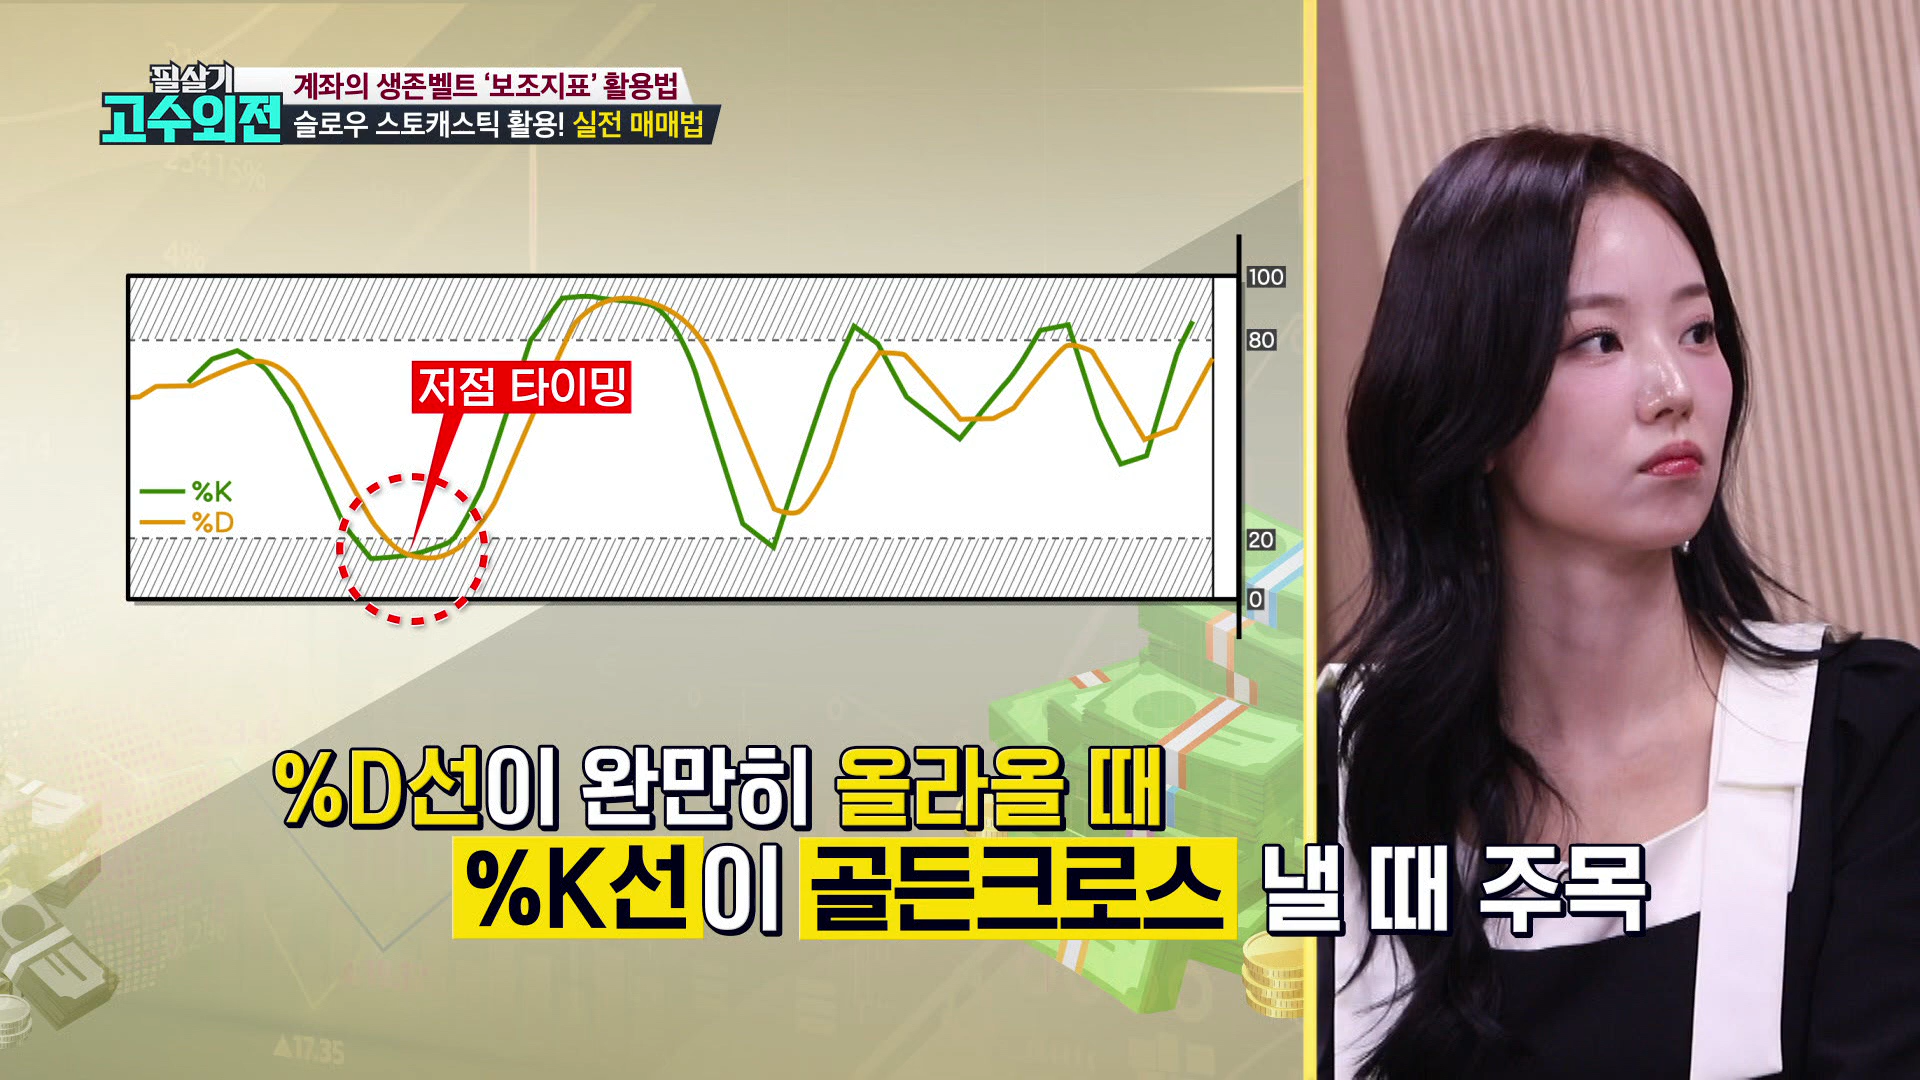 필살기
고수외전
계좌의 생존벨트 ‘보조지표’ 활용법
슬로우 스토캐스틱 활용! 실전 매매법
100
80
저점 타이밍
%K
%D
20
0
%D선이 완만히 올라올 때
%K선이 골든크로스 낼 때 주목
▲17.35